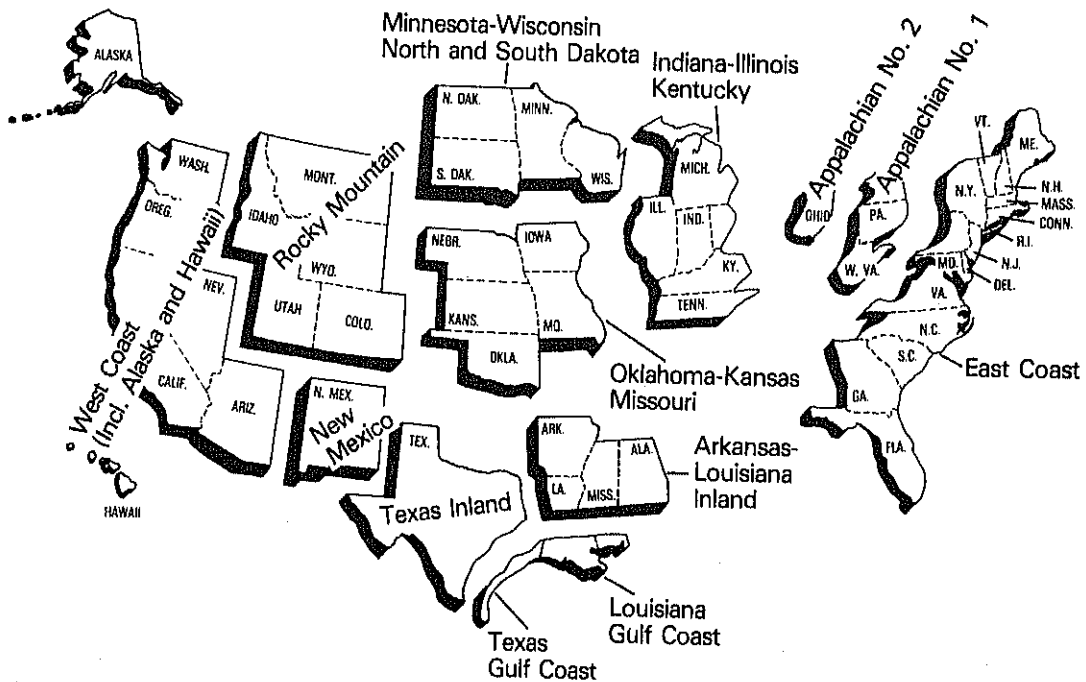 ALASKA
Minnesota-Wisconsin
North and South Dakota
Indiana-Illinois
Kentucky
Appalachian No. 2
Appalachian No. 1
WASH.
OREG.
NEV.
CALIF.
ARIZ.
West Coast
(Incl. Alaska and Hawaii)
HAWAII
MONT.
IDAHO
WYO.
UTAH
COLO.
Rocky Mountain
N. MEX.
New
Mexico
N. DAK.
MINN.
S. DAK.
WIS.
NEBR.
IOWA
KANS.
MO.
OKLA.
Oklahoma-Kansas
Missouri
MICH.
ILL.
IND.
KY.
TENN.
TEX.
Texas Inland
ARK.
LA.
MISS.
ALA.
Arkansas-
Louisiana
Inland
Louisiana
Gulf Coast
Texas
Gulf Coast
OHIO
PA.
W. VA.
VT.
ME.
N.Y.
N.H.
MASS.
CONN.
R.I.
N.J.
MD.
DEL.
VA.
N.C.
S.C.
East Coast
GA.
FLA.